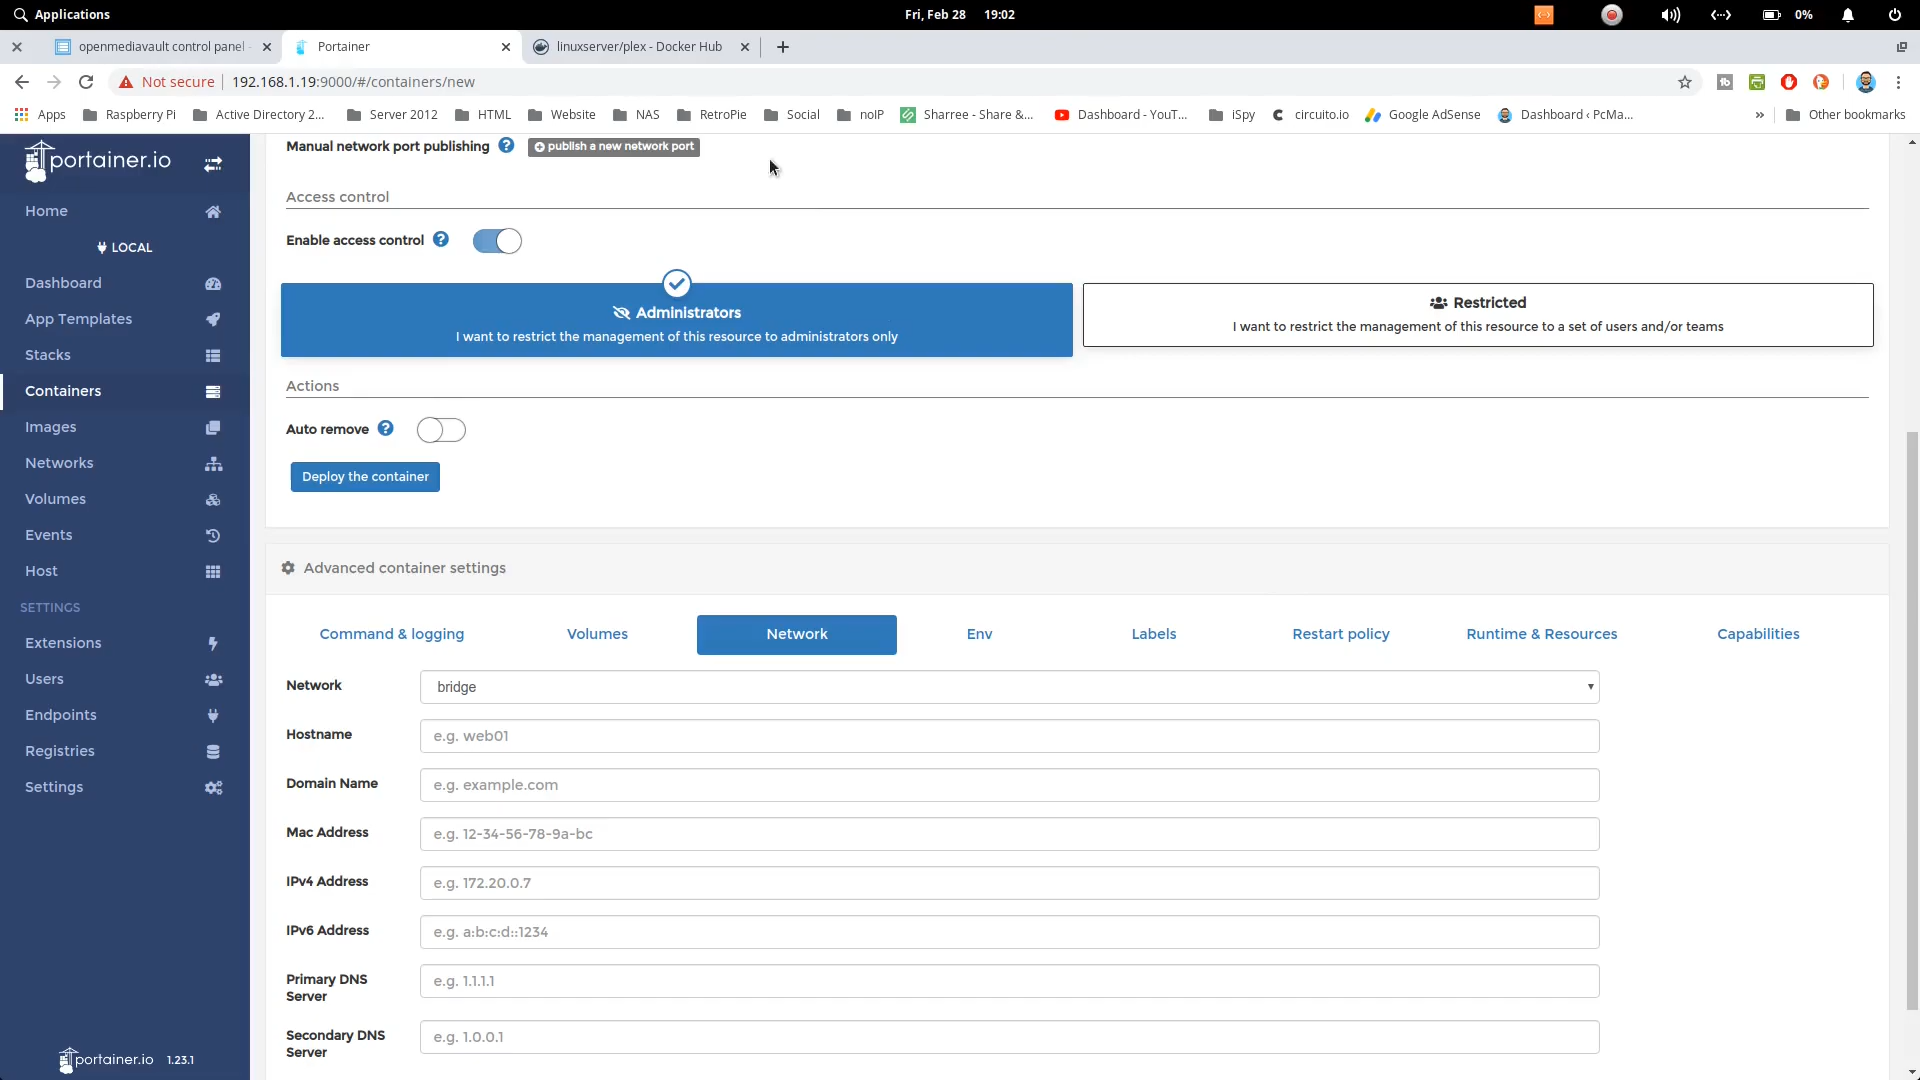 Applications
Fri, Feb 28 19:02
0%
openmediavault control panel -
Portainer
linuxserver/plex - Docker Hub
Not secure 192.168.1.19:9000/#/containers/new
Apps
Raspberry Pi
Active Directory 2...
Server 2012
HTML
Website
NAS
RetroPie
Social
noIP
Sharree - Share &...
Dashboard - YouT...
iSpy
circuito.io
Google AdSense
Dashboard ‹ PcMa...
»
Other bookmarks
portainer.io
Home
LOCAL
Dashboard
App Templates
Stacks
Containers
Images
Networks
Volumes
Events
Host
SETTINGS
Extensions
Users
Endpoints
Registries
Settings
portainer.io 1.23.1
Manual network port publishing publish a new network port
Access control
Enable access control
Administrators
I want to restrict the management of this resource to administrators only
Restricted
I want to restrict the management of this resource to a set of users and/or teams
Actions
Auto remove
Deploy the container
Advanced container settings
Command & logging
Volumes
Network
Env
Labels
Restart policy
Runtime & Resources
Capabilities
Network bridge
Hostname e.g. web01
Domain Name e.g. example.com
Mac Address e.g. 12-34-56-78-9a-bc
IPv4 Address e.g. 172.20.0.7
IPv6 Address e.g. a:b:c:d::1234
Primary DNS
Server
e.g. 1.1.1.1
Secondary DNS
Server
e.g. 1.0.0.1